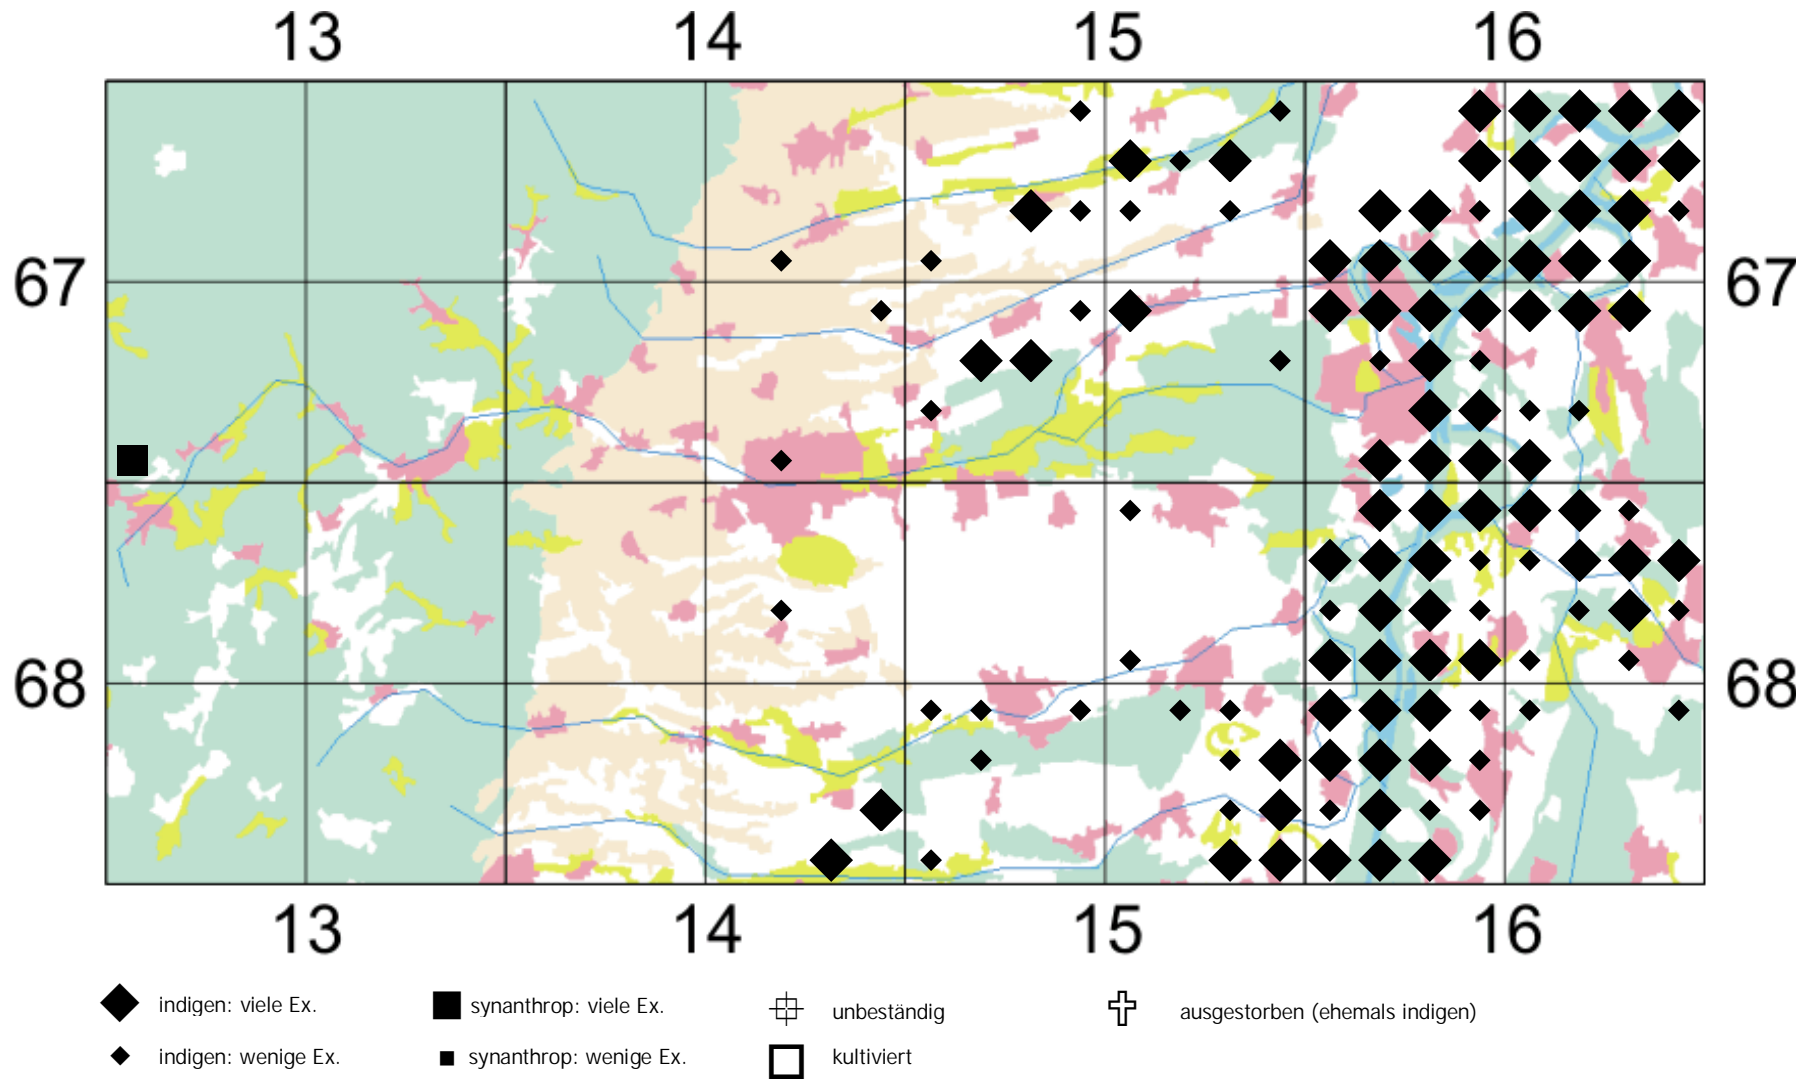 13 14 15 16
67 67
68 68
13 14 15 16
indigen: viele Ex. synanthrop: viele Ex. unbeständig ausgestorben (ehemals indigen)
indigen: wenige Ex. synanthrop: wenige Ex. kultiviert